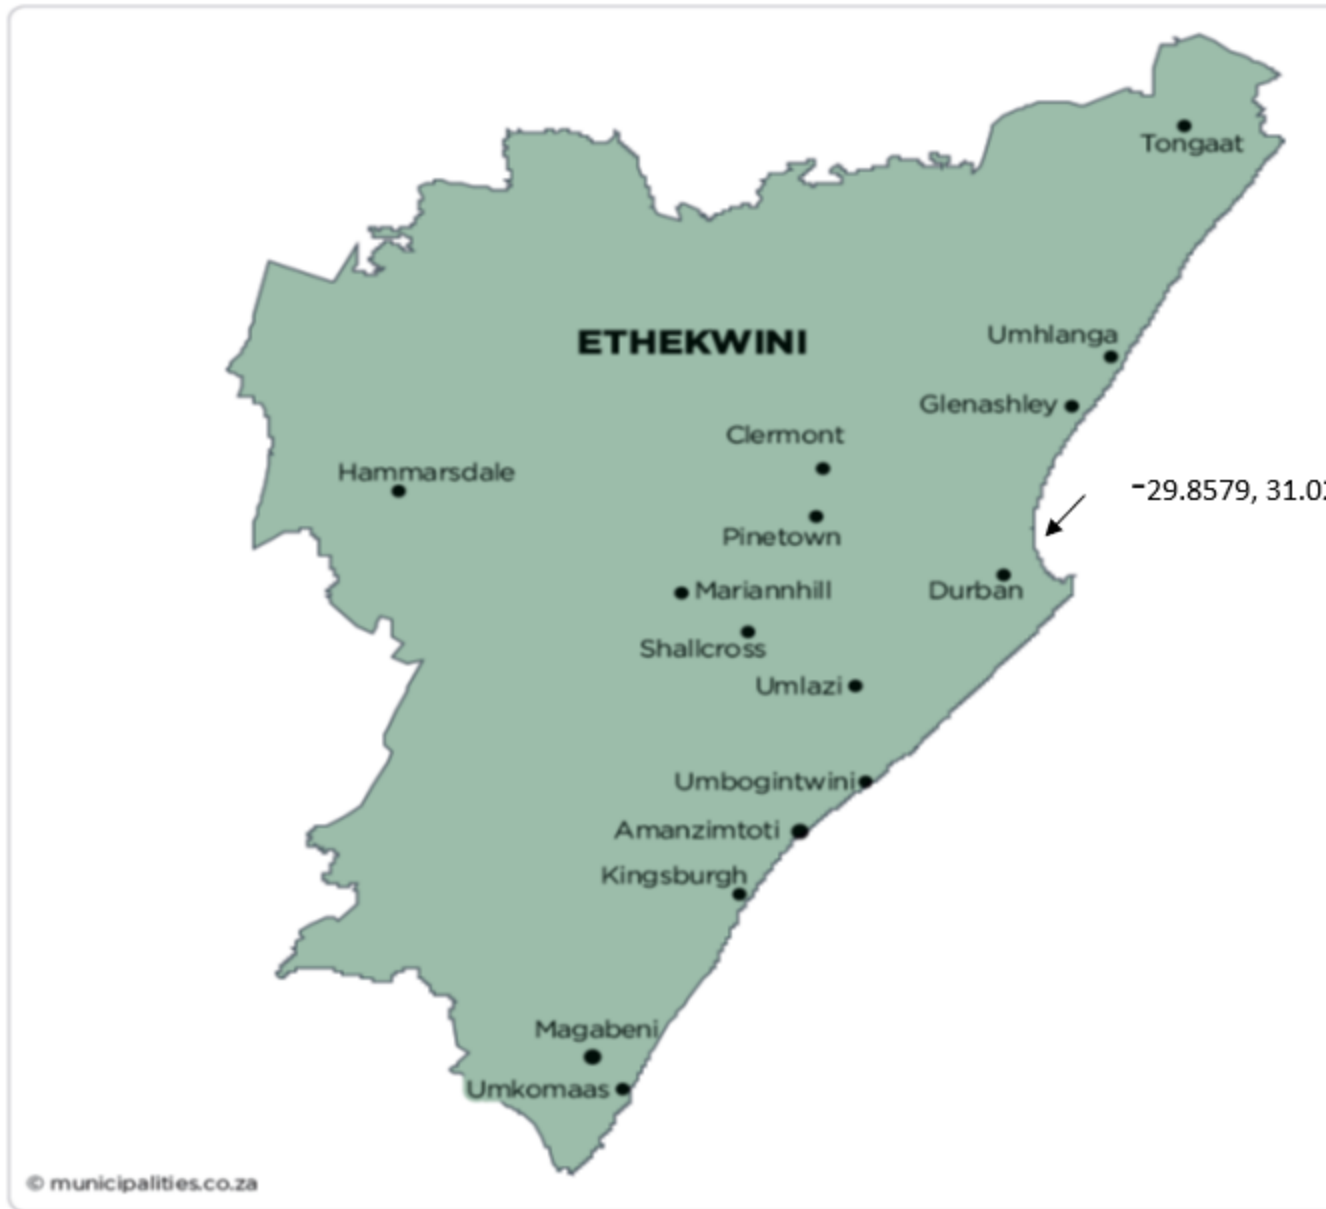 Tongaat
Umhlanga
ETHEKWINI
Glenashley
Clermont
Hammarsdale
-29.8579, 31.02
Pinetown
Mariannhill
Durban
Shallcross
Umlazi
Umbogintwini
Amanzimtoti
Kingsburgh
Magabeni
Umkomaas
© municipalities.co.za